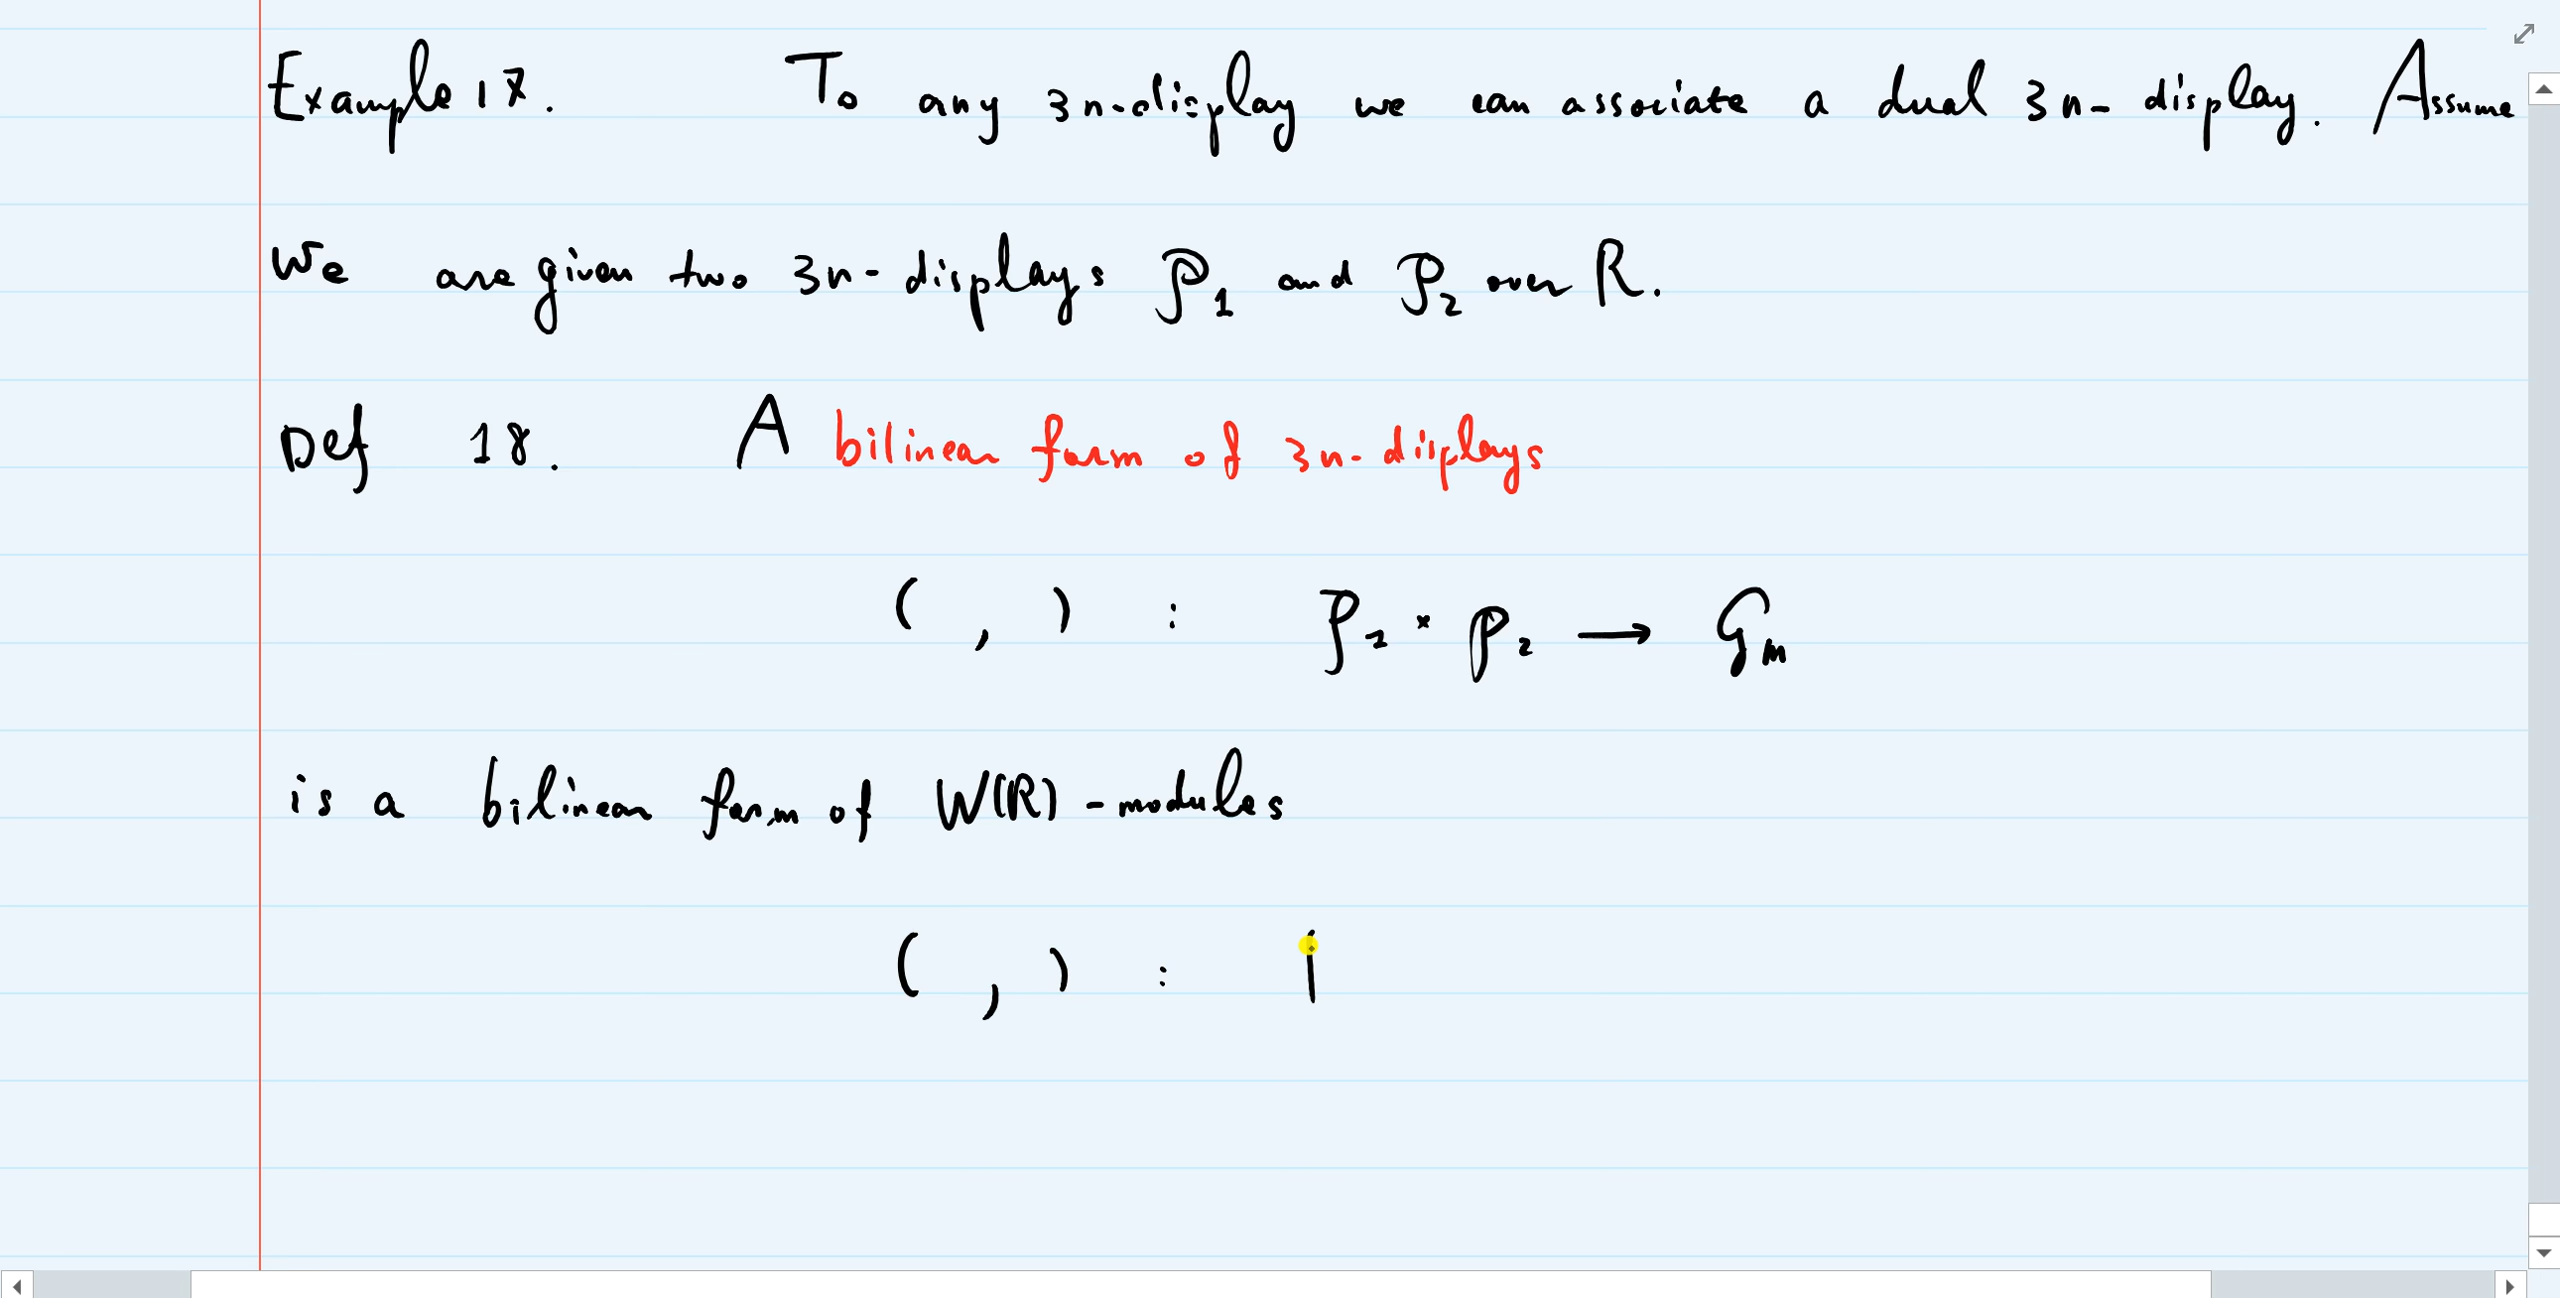 Example 17. To any 3n-display we can associate a dual 3n-display. Assume
We are given two 3n-displays 𝒫₁ and 𝒫₂ over R.
Def 18. A bilinear form of 3n-displays
( , ) : 𝒫₁ × 𝒫₂ → 𝒢ₘ
is a bilinear form of W(R)-modules
( , ) :